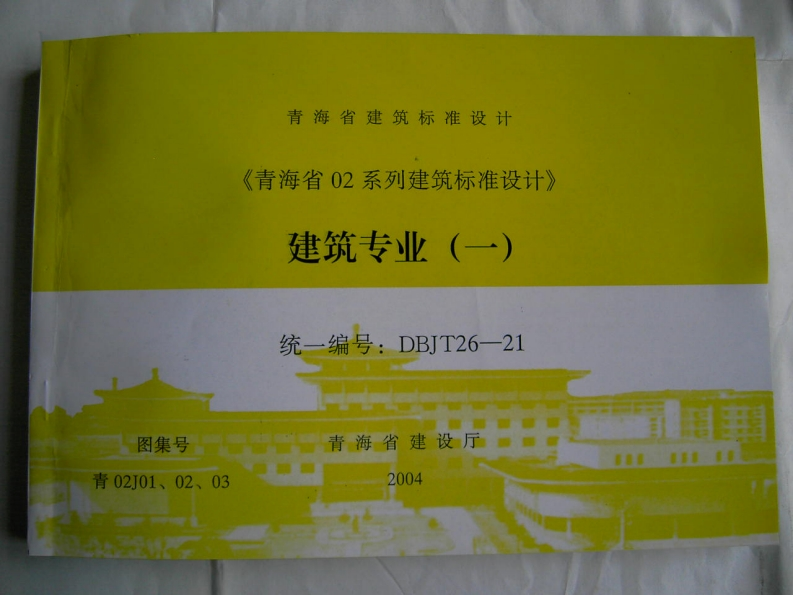 青海省建筑标准设计
《青海省02系列建筑标准设计》
建筑专业（一）
统一编号：DBJT26—21
图集号
青02J01、02、03
青海省建设厅
2004